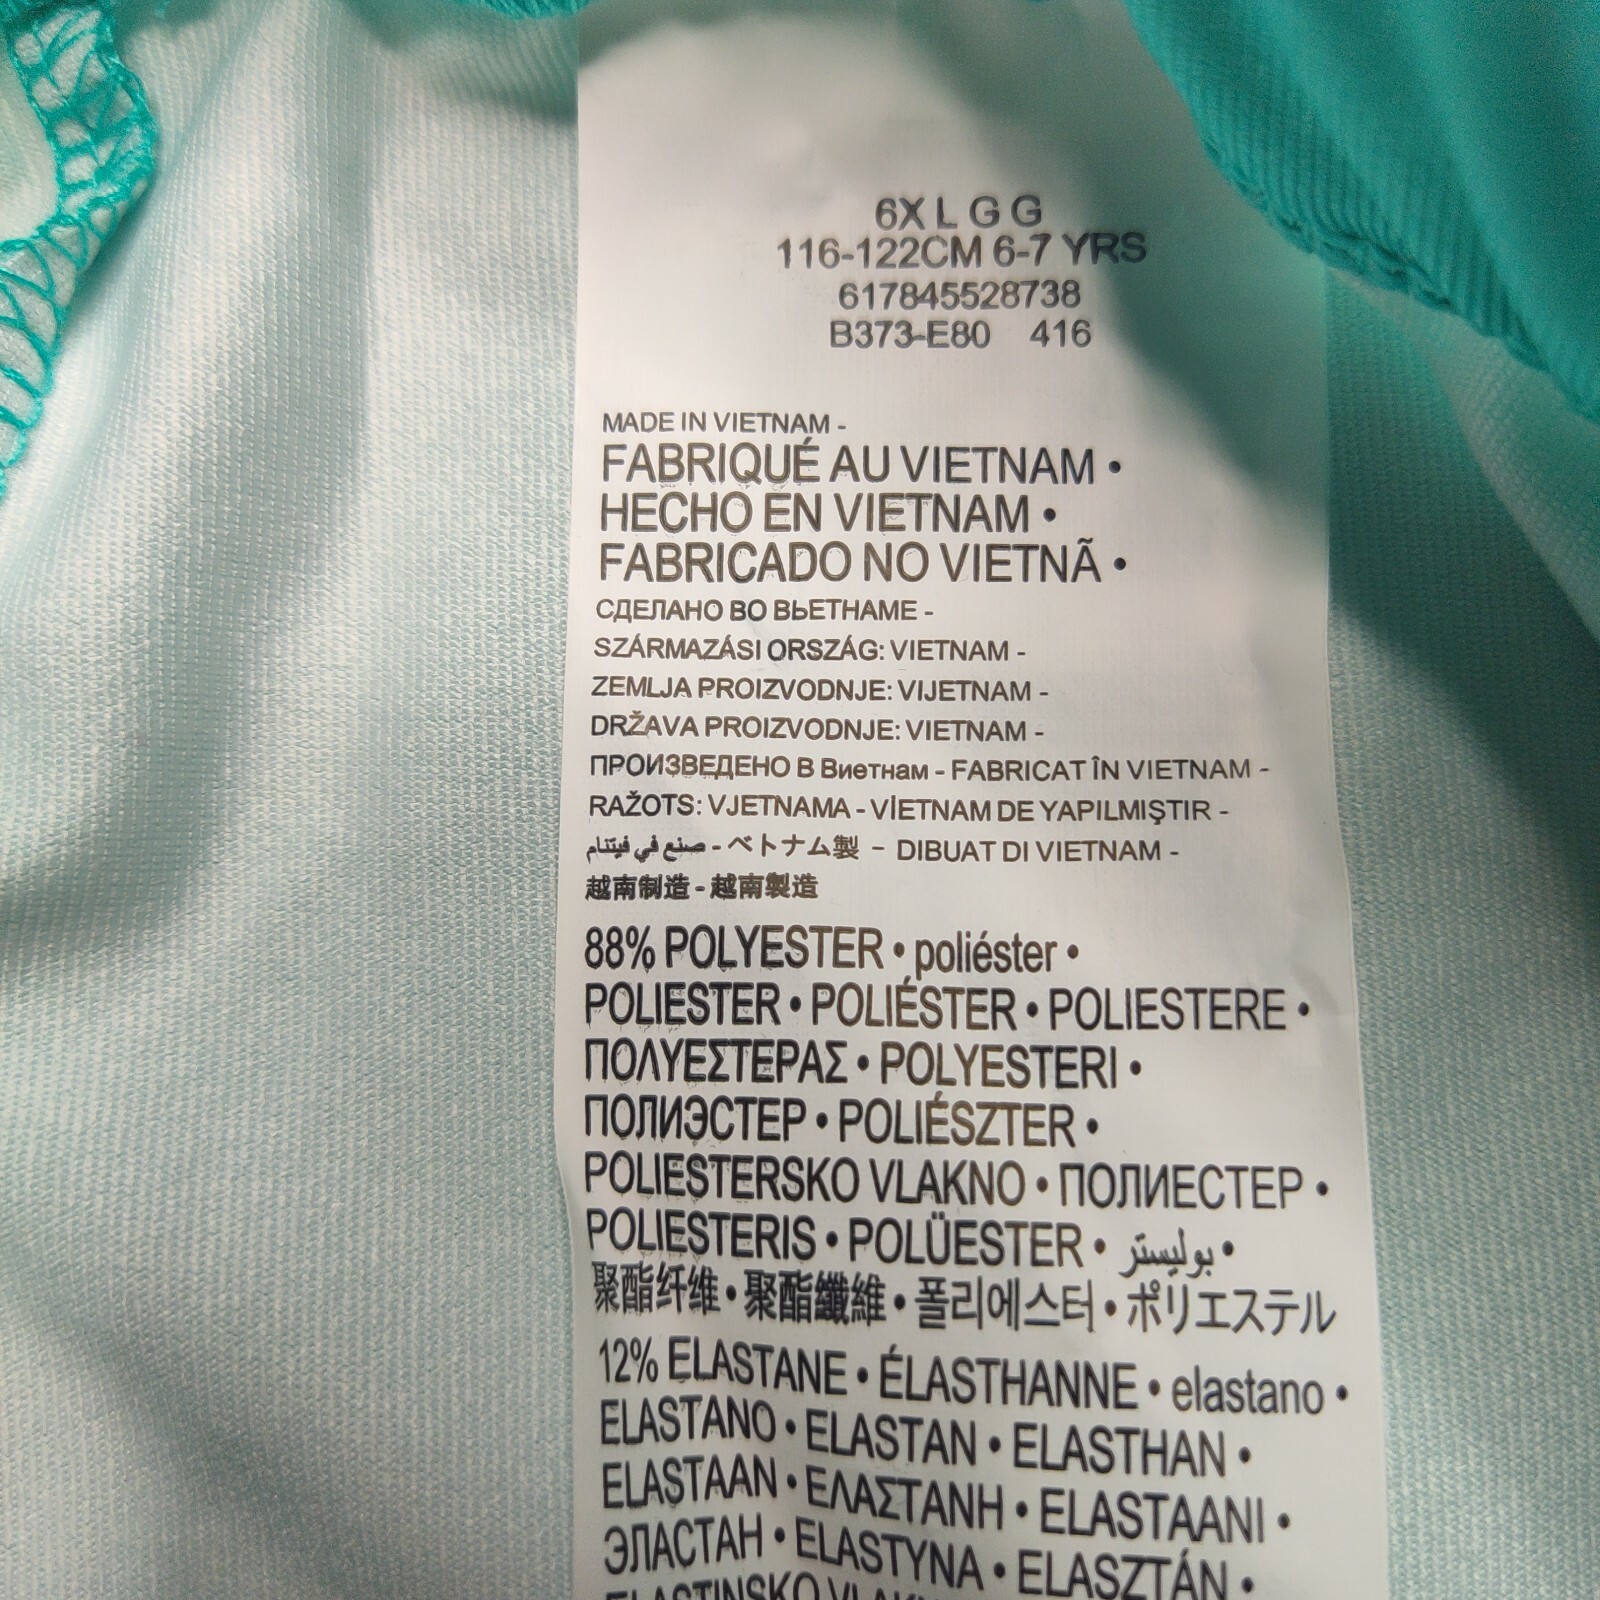 6X L G G
116-122CM 6-7 YRS
617845528738
B373-E80 416
MADE IN VIETNAM -
FABRIQUÉ AU VIETNAM •
HECHO EN VIETNAM •
FABRICADO NO VIETNÃ •
СДЕЛАНО ВО ВЬЕТНАМЕ -
SZÁRMAZÁSI ORSZÁG: VIETNAM -
ZEMLJA PROIZVODNJE: VIJETNAM -
DRŽAVA PROIZVODNJE: VIETNAM -
ПРОИЗВЕДЕНО В Виетнам - FABRICAT ÎN VIETNAM -
RAŽOTS: VJETNAMA - VİETNAM DE YAPILMIŞTIR -
صنع في فيتنام - ベトナム製 - DIBUAT DI VIETNAM -
越南制造 - 越南製造
88% POLYESTER • poliéster •
POLIESTER • POLIÉSTER • POLIESTERE •
ΠΟΛΥΕΣΤΕΡΑΣ • POLYESTERI •
ПОЛИЭСТЕР • POLIÉSZTER •
POLIESTERSKO VLAKNO • ПОЛИЕСТЕР •
POLIESTERIS • POLÜESTER • بوليستر •
聚酯纤维 • 聚酯纖維 • 폴리에스터 • ポリエステル
12% ELASTANE • ÉLASTHANNE • elastano •
ELASTANO • ELASTAN • ELASTHAN •
ELASTAAN • ΕΛΑΣΤΑΝΗ • ELASTAANI •
ЭЛАСТАН • ELASTYNA • ELASZTÁN •
ELASTINSKO